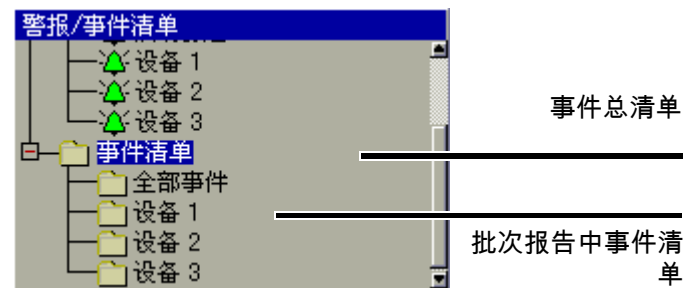 警报/事件清单
设备 1
设备 2
设备 3
事件清单
全部事件
设备 1
设备 2
设备 3
事件总清单
批次报告中事件清
单